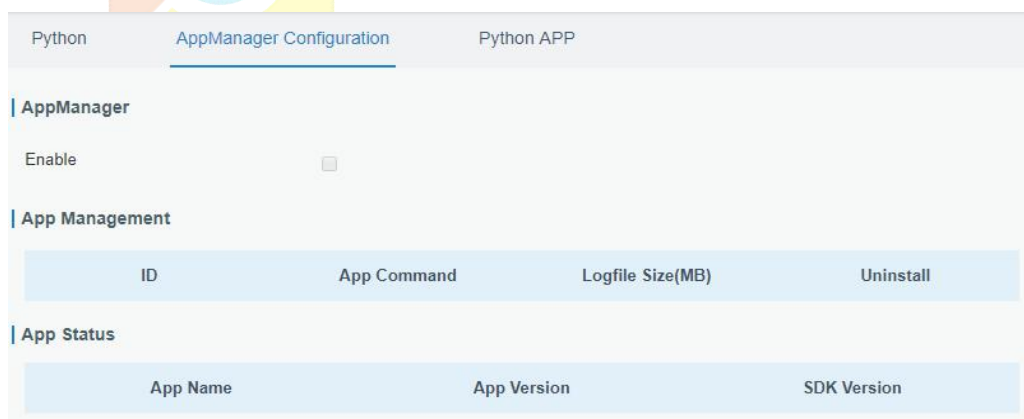 Python AppManager Configuration Python APP
AppManager
Enable
App Management
ID App Command Logfile Size(MB) Uninstall
App Status
App Name App Version SDK Version